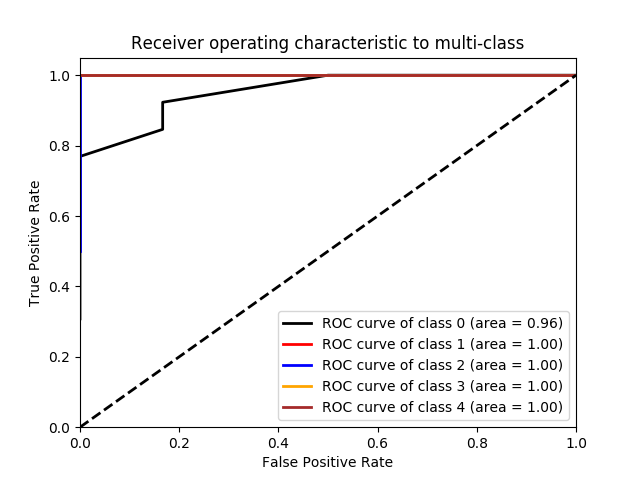 Receiver operating characteristic to multi-class
True Positive Rate
1.0
0.8
0.6
0.4
0.2
0.0
ROC curve of class 0 (area = 0.96)
ROC curve of class 1 (area = 1.00)
ROC curve of class 2 (area = 1.00)
ROC curve of class 3 (area = 1.00)
ROC curve of class 4 (area = 1.00)
0.0 0.2 0.4 0.6 0.8 1.0
False Positive Rate